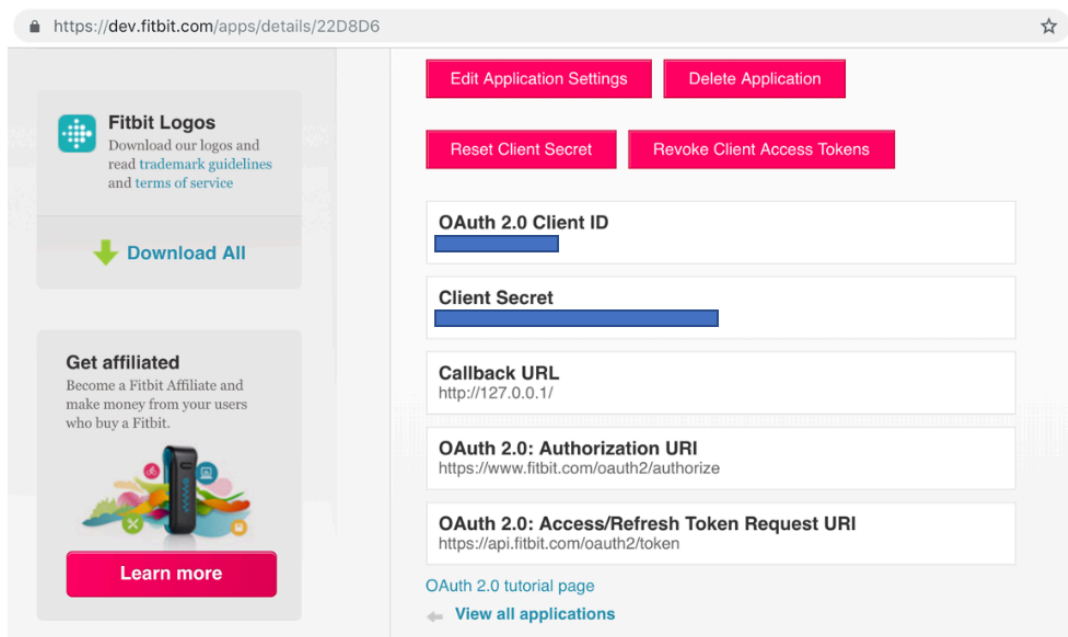 https://dev.fitbit.com/apps/details/22D8D6
Fitbit Logos
Download our logos and
read trademark guidelines
and terms of service
Download All
Get affiliated
Become a Fitbit Affiliate and
make money from your users
who buy a Fitbit.
Learn more
Edit Application Settings
Delete Application
Reset Client Secret
Revoke Client Access Tokens
OAuth 2.0 Client ID
Client Secret
Callback URL
http://127.0.0.1/
OAuth 2.0: Authorization URI
https://www.fitbit.com/oauth2/authorize
OAuth 2.0: Access/Refresh Token Request URI
https://api.fitbit.com/oauth2/token
OAuth 2.0 tutorial page
View all applications